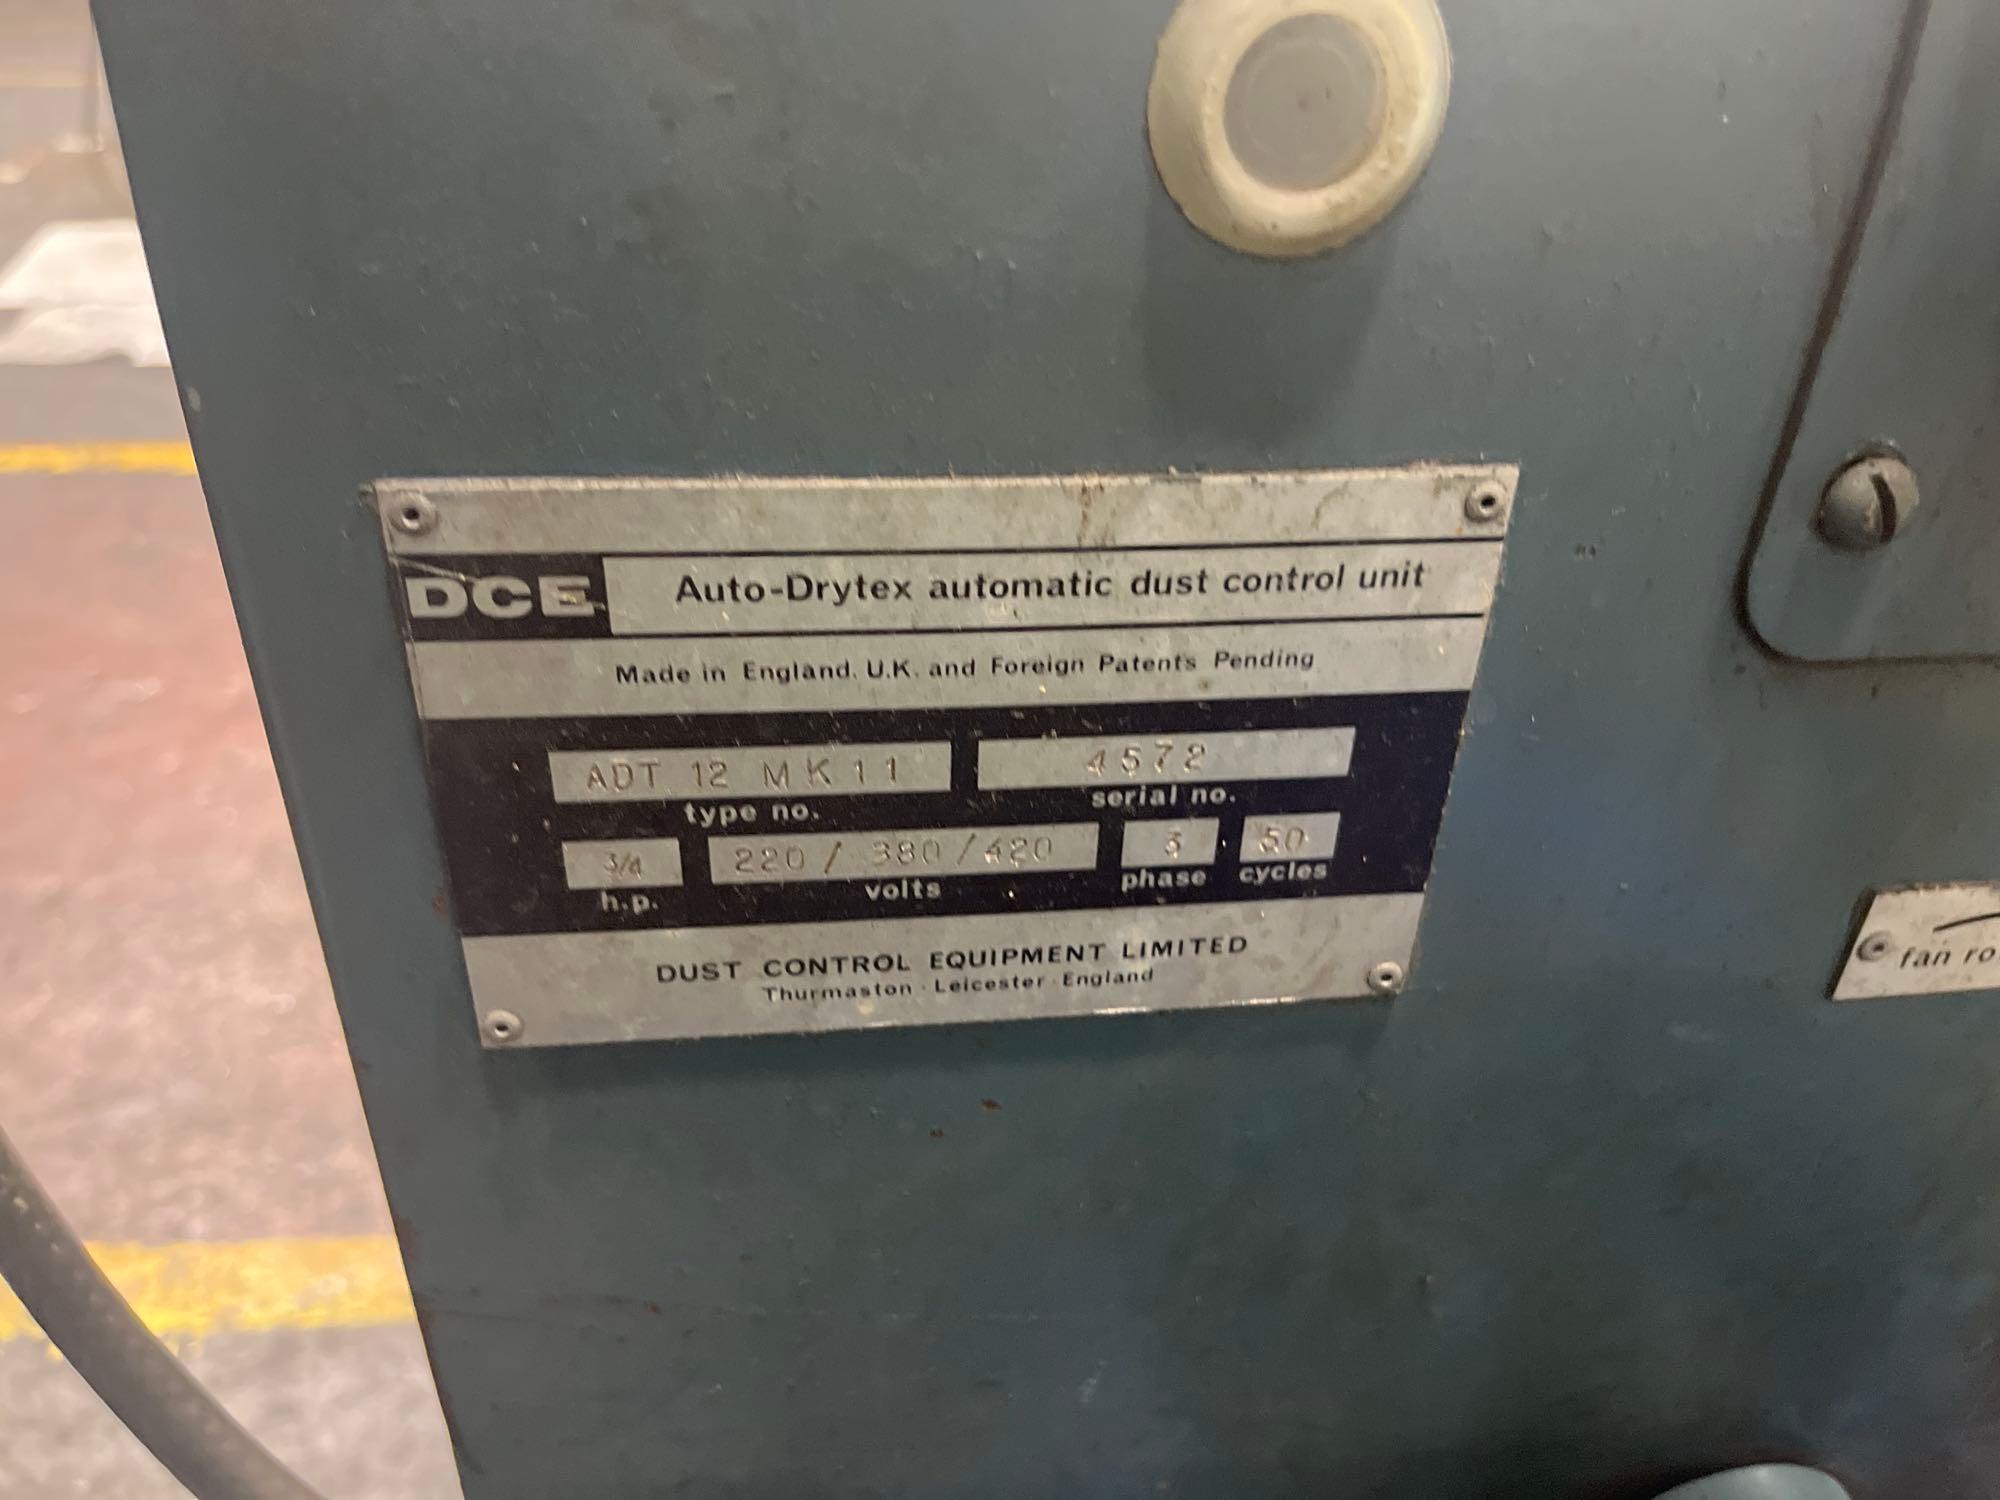 DCE Auto-Drytex automatic dust control unit
Made in England. U.K. and Foreign Patents Pending
ADT 12 MK 11 4572
type no. serial no.
3/4 220 / 380 / 420 3 50
h.p. volts phase cycles
DUST CONTROL EQUIPMENT LIMITED
Thurmaston · Leicester · England
fan